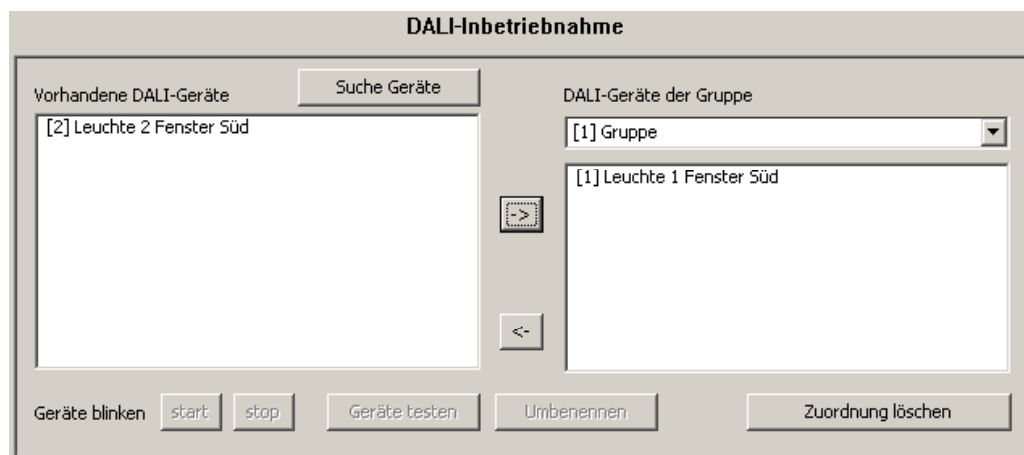 DALI-Inbetriebnahme
Vorhandene DALI-Geräte
Suche Geräte
[2] Leuchte 2 Fenster Süd
DALI-Geräte der Gruppe
[1] Gruppe
[1] Leuchte 1 Fenster Süd
->
<-
Geräte blinken
start
stop
Geräte testen
Umbenennen
Zuordnung löschen